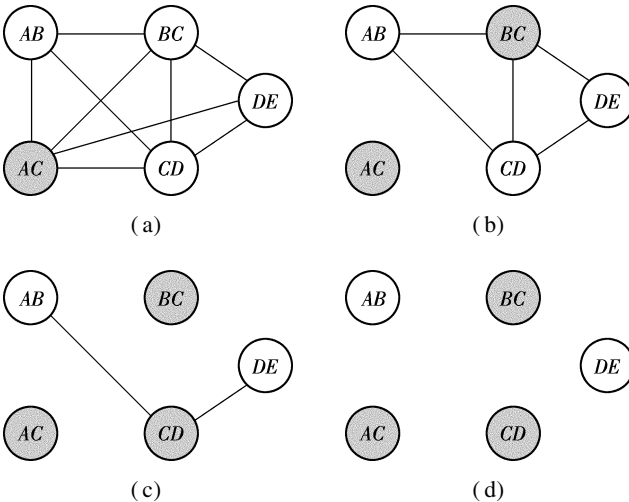 AB BC AB BC
DE DE
AC CD AC CD
(a) (b)
AB BC AB BC
DE DE
AC CD AC CD
(c) (d)